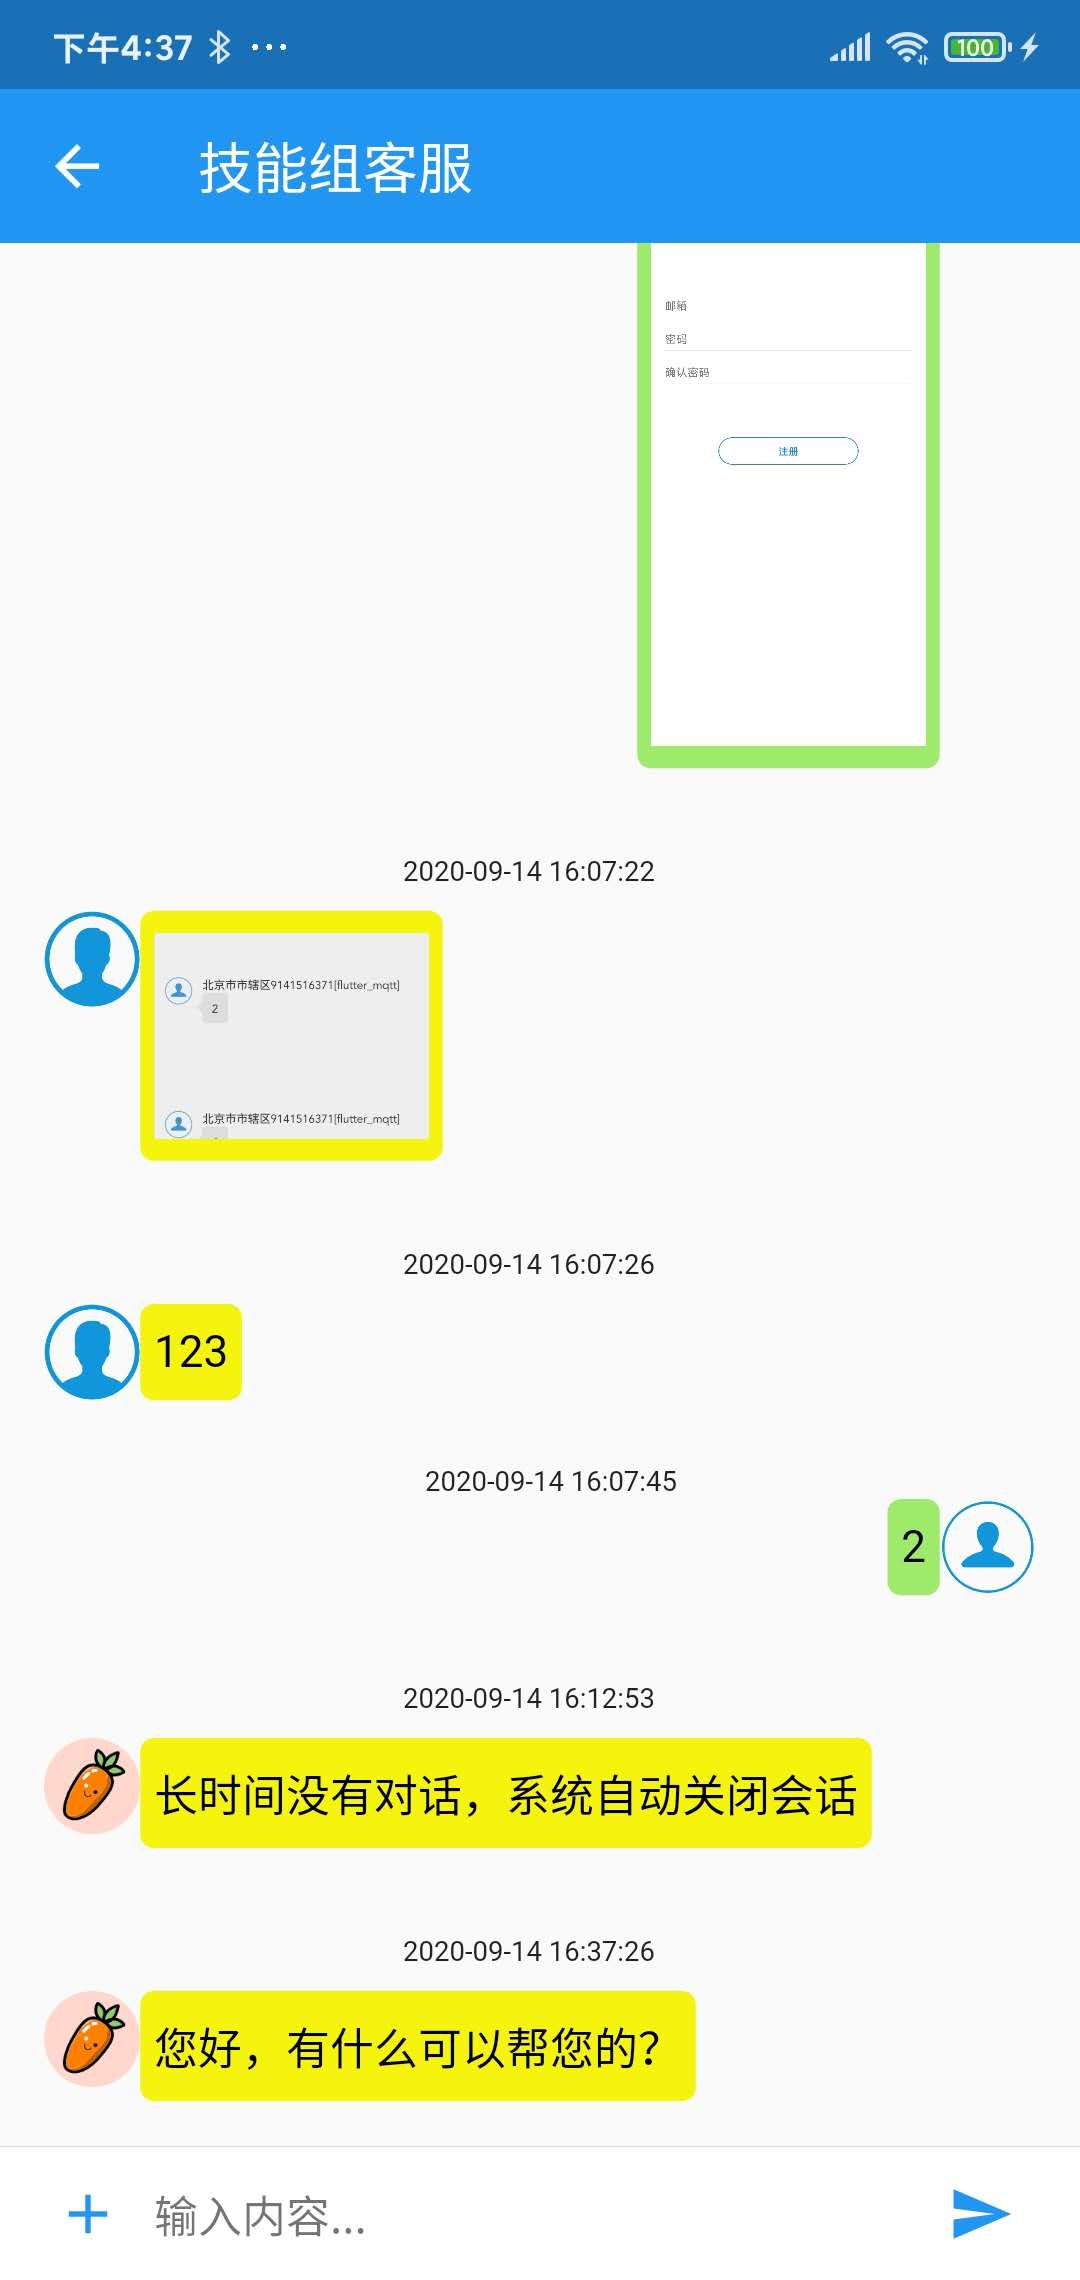 下午4:37
100
技能组客服
邮箱
密码
确认密码
注册
2020-09-14 16:07:22
北京市市辖区9141516371[flutter_mqtt]
2
北京市市辖区9141516371[flutter_mqtt]
2020-09-14 16:07:26
123
2020-09-14 16:07:45
2
2020-09-14 16:12:53
长时间没有对话，系统自动关闭会话
2020-09-14 16:37:26
您好，有什么可以帮您的？
输入内容...